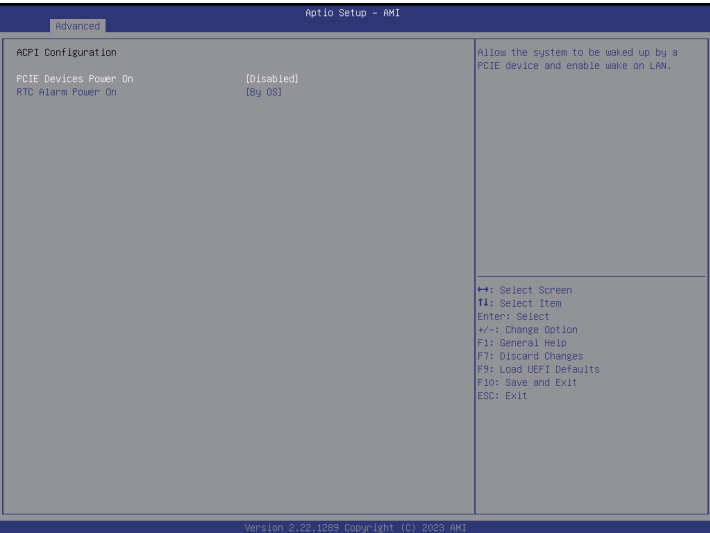 Aptio Setup – AMI
Advanced
ACPI Configuration
PCIE Devices Power On [Disabled]
RTC Alarm Power On [By OS]
Allow the system to be waked up by a
PCIE device and enable wake on LAN.
↔: Select Screen
↑↓: Select Item
Enter: Select
+/-: Change Option
F1: General Help
F7: Discard Changes
F9: Load UEFI Defaults
F10: Save and Exit
ESC: Exit
Version 2.22.1289 Copyright (C) 2023 AMI